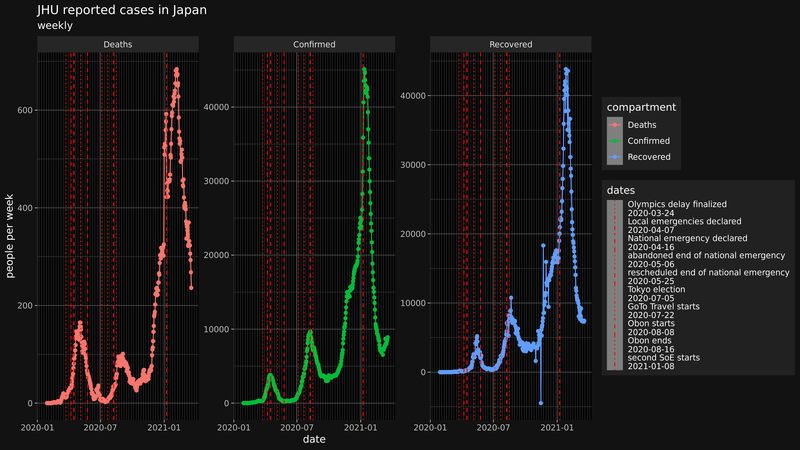 JHU reported cases in Japan
weekly
Deaths
Confirmed
Recovered
people per week
600
400
200
0
40000
30000
20000
10000
0
40000
30000
20000
10000
0
2020-01
2020-07
2021-01
2020-01
2020-07
2021-01
2020-01
2020-07
2021-01
date
compartment
Deaths
Confirmed
Recovered
dates
Olympics delay finalized
2020-03-24
Local emergencies declared
2020-04-07
National emergency declared
2020-04-16
abandoned end of national emergency
2020-05-06
rescheduled end of national emergency
2020-05-25
Tokyo election
2020-07-05
GoTo Travel starts
2020-07-22
Obon starts
2020-08-08
Obon ends
2020-08-16
second SoE starts
2021-01-08